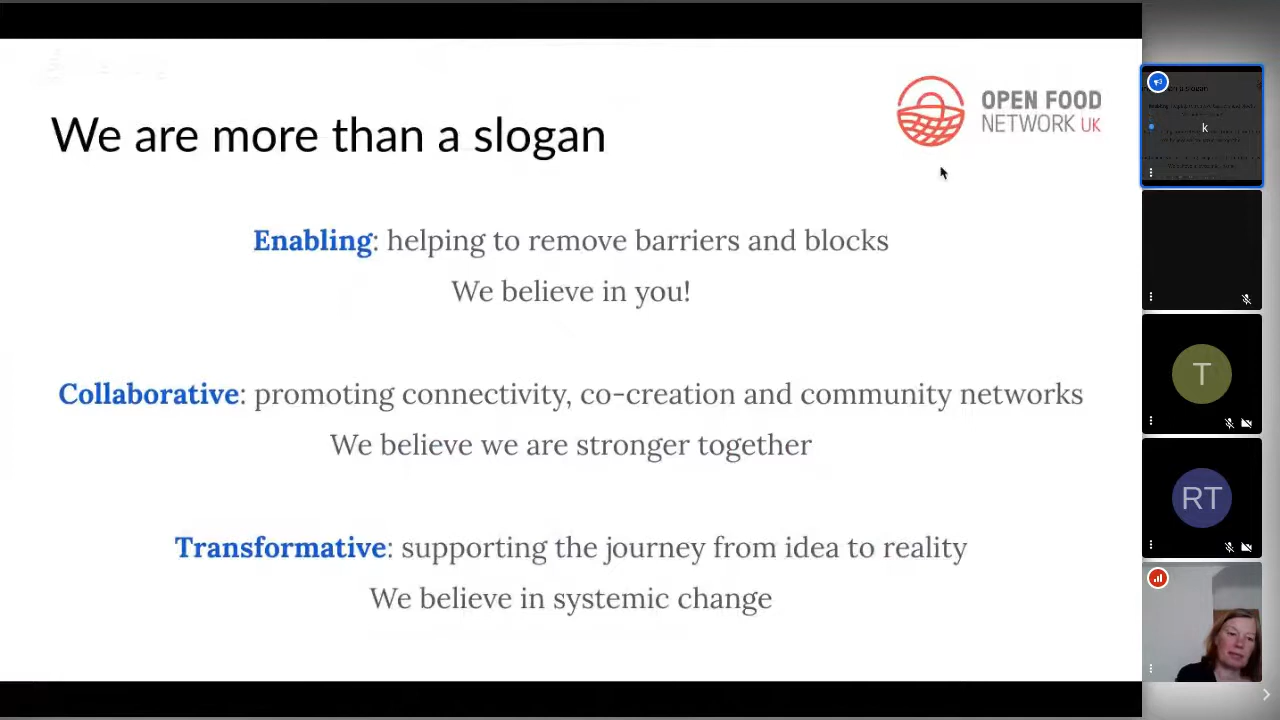 We are more than a slogan
OPEN FOOD
NETWORK UK
Enabling: helping to remove barriers and blocks
We believe in you!
Collaborative: promoting connectivity, co-creation and community networks
We believe we are stronger together
Transformative: supporting the journey from idea to reality
We believe in systemic change
k
T
RT